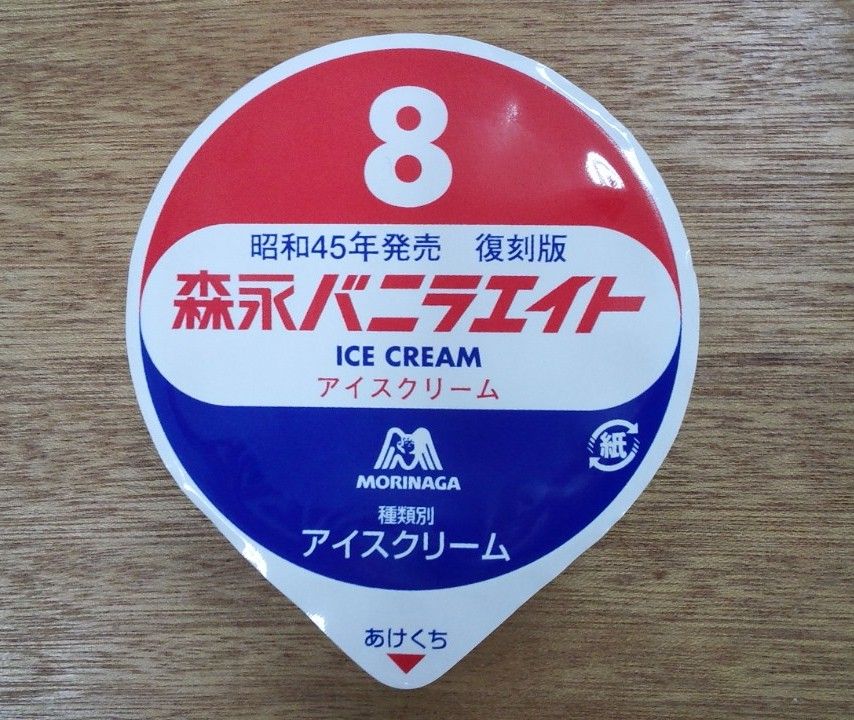 8
昭和45年発売 復刻版
森永バニラエイト
ICE CREAM
アイスクリーム
紙
MORINAGA
種類別
アイスクリーム
あけくち